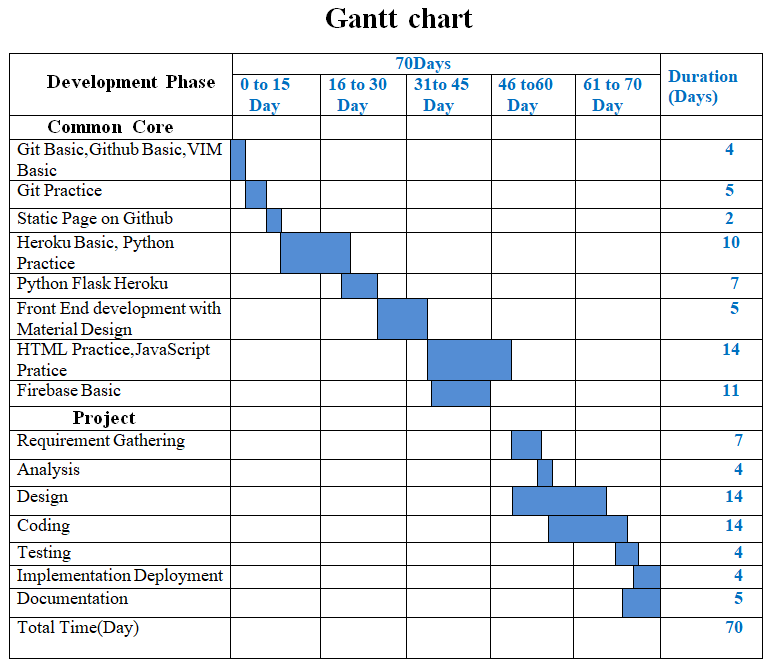 Gantt chart
Development Phase
70Days
Duration
(Days)
0 to 15
Day
16 to 30
Day
31to 45
Day
46 to60
Day
61 to 70
Day
Common Core
Git Basic,Github Basic,VIM
Basic
4
Git Practice
5
Static Page on Github
2
Heroku Basic, Python
Practice
10
Python Flask Heroku
7
Front End development with
Material Design
5
HTML Practice,JavaScript
Pratice
14
Firebase Basic
11
Project
Requirement Gathering
7
Analysis
4
Design
14
Coding
14
Testing
4
Implementation Deployment
4
Documentation
5
Total Time(Day)
70